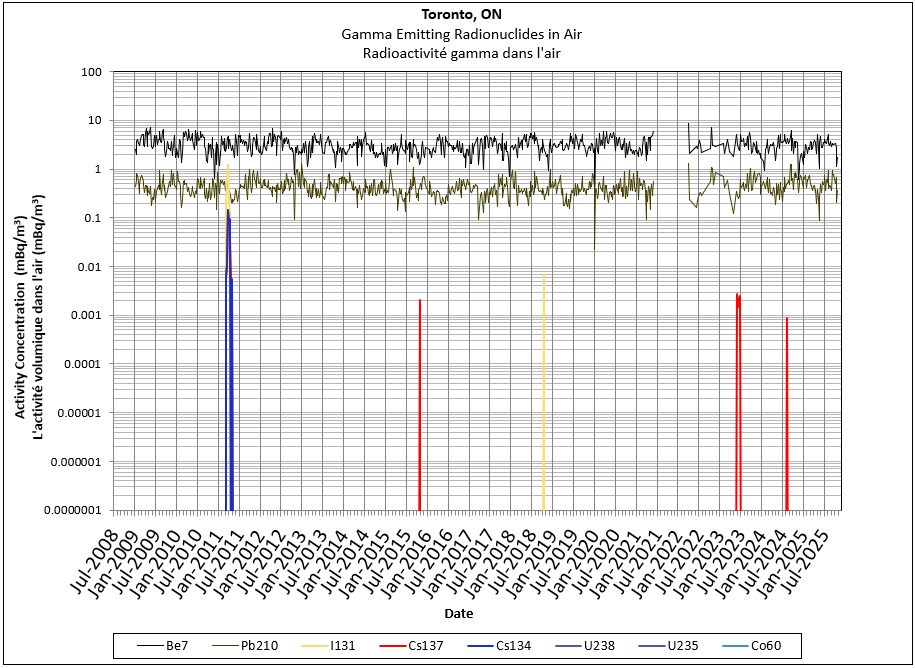 Toronto, ON
Gamma Emitting Radionuclides in Air
Radioactivité gamma dans l'air
Activity Concentration (mBq/m³)
L'activité volumique dans l'air (mBq/m³)
100
10
1
0.1
0.01
0.001
0.0001
0.00001
0.000001
0.0000001
Jul-2008
Jan-2009
Jul-2009
Jan-2010
Jul-2010
Jan-2011
Jul-2011
Jan-2012
Jul-2012
Jan-2013
Jul-2013
Jan-2014
Jul-2014
Jan-2015
Jul-2015
Jan-2016
Jul-2016
Jan-2017
Jul-2017
Jan-2018
Jul-2018
Jan-2019
Jul-2019
Jan-2020
Jul-2020
Jan-2021
Jul-2021
Jan-2022
Jul-2022
Jan-2023
Jul-2023
Jan-2024
Jul-2024
Jan-2025
Jul-2025
Date
Be7 Pb210 I131 Cs137 Cs134 U238 U235 Co60